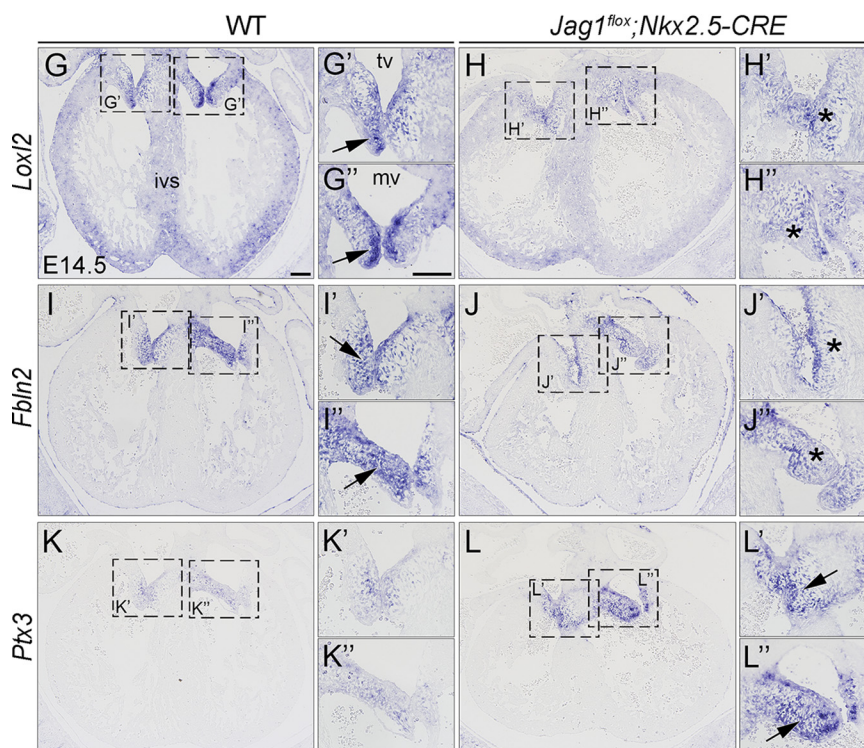 WT
Jag1flox;Nkx2.5-CRE
Loxl2
G
G'
G'
G'
tv
G''
mv
ivs
E14.5
H
H'
H''
H'
*
H''
*
Fbln2
I
I'
I''
I'
I''
J
J'
J''
J'
*
J''
*
Ptx3
K
K'
K''
K'
K''
L
L'
L''
L'
L''